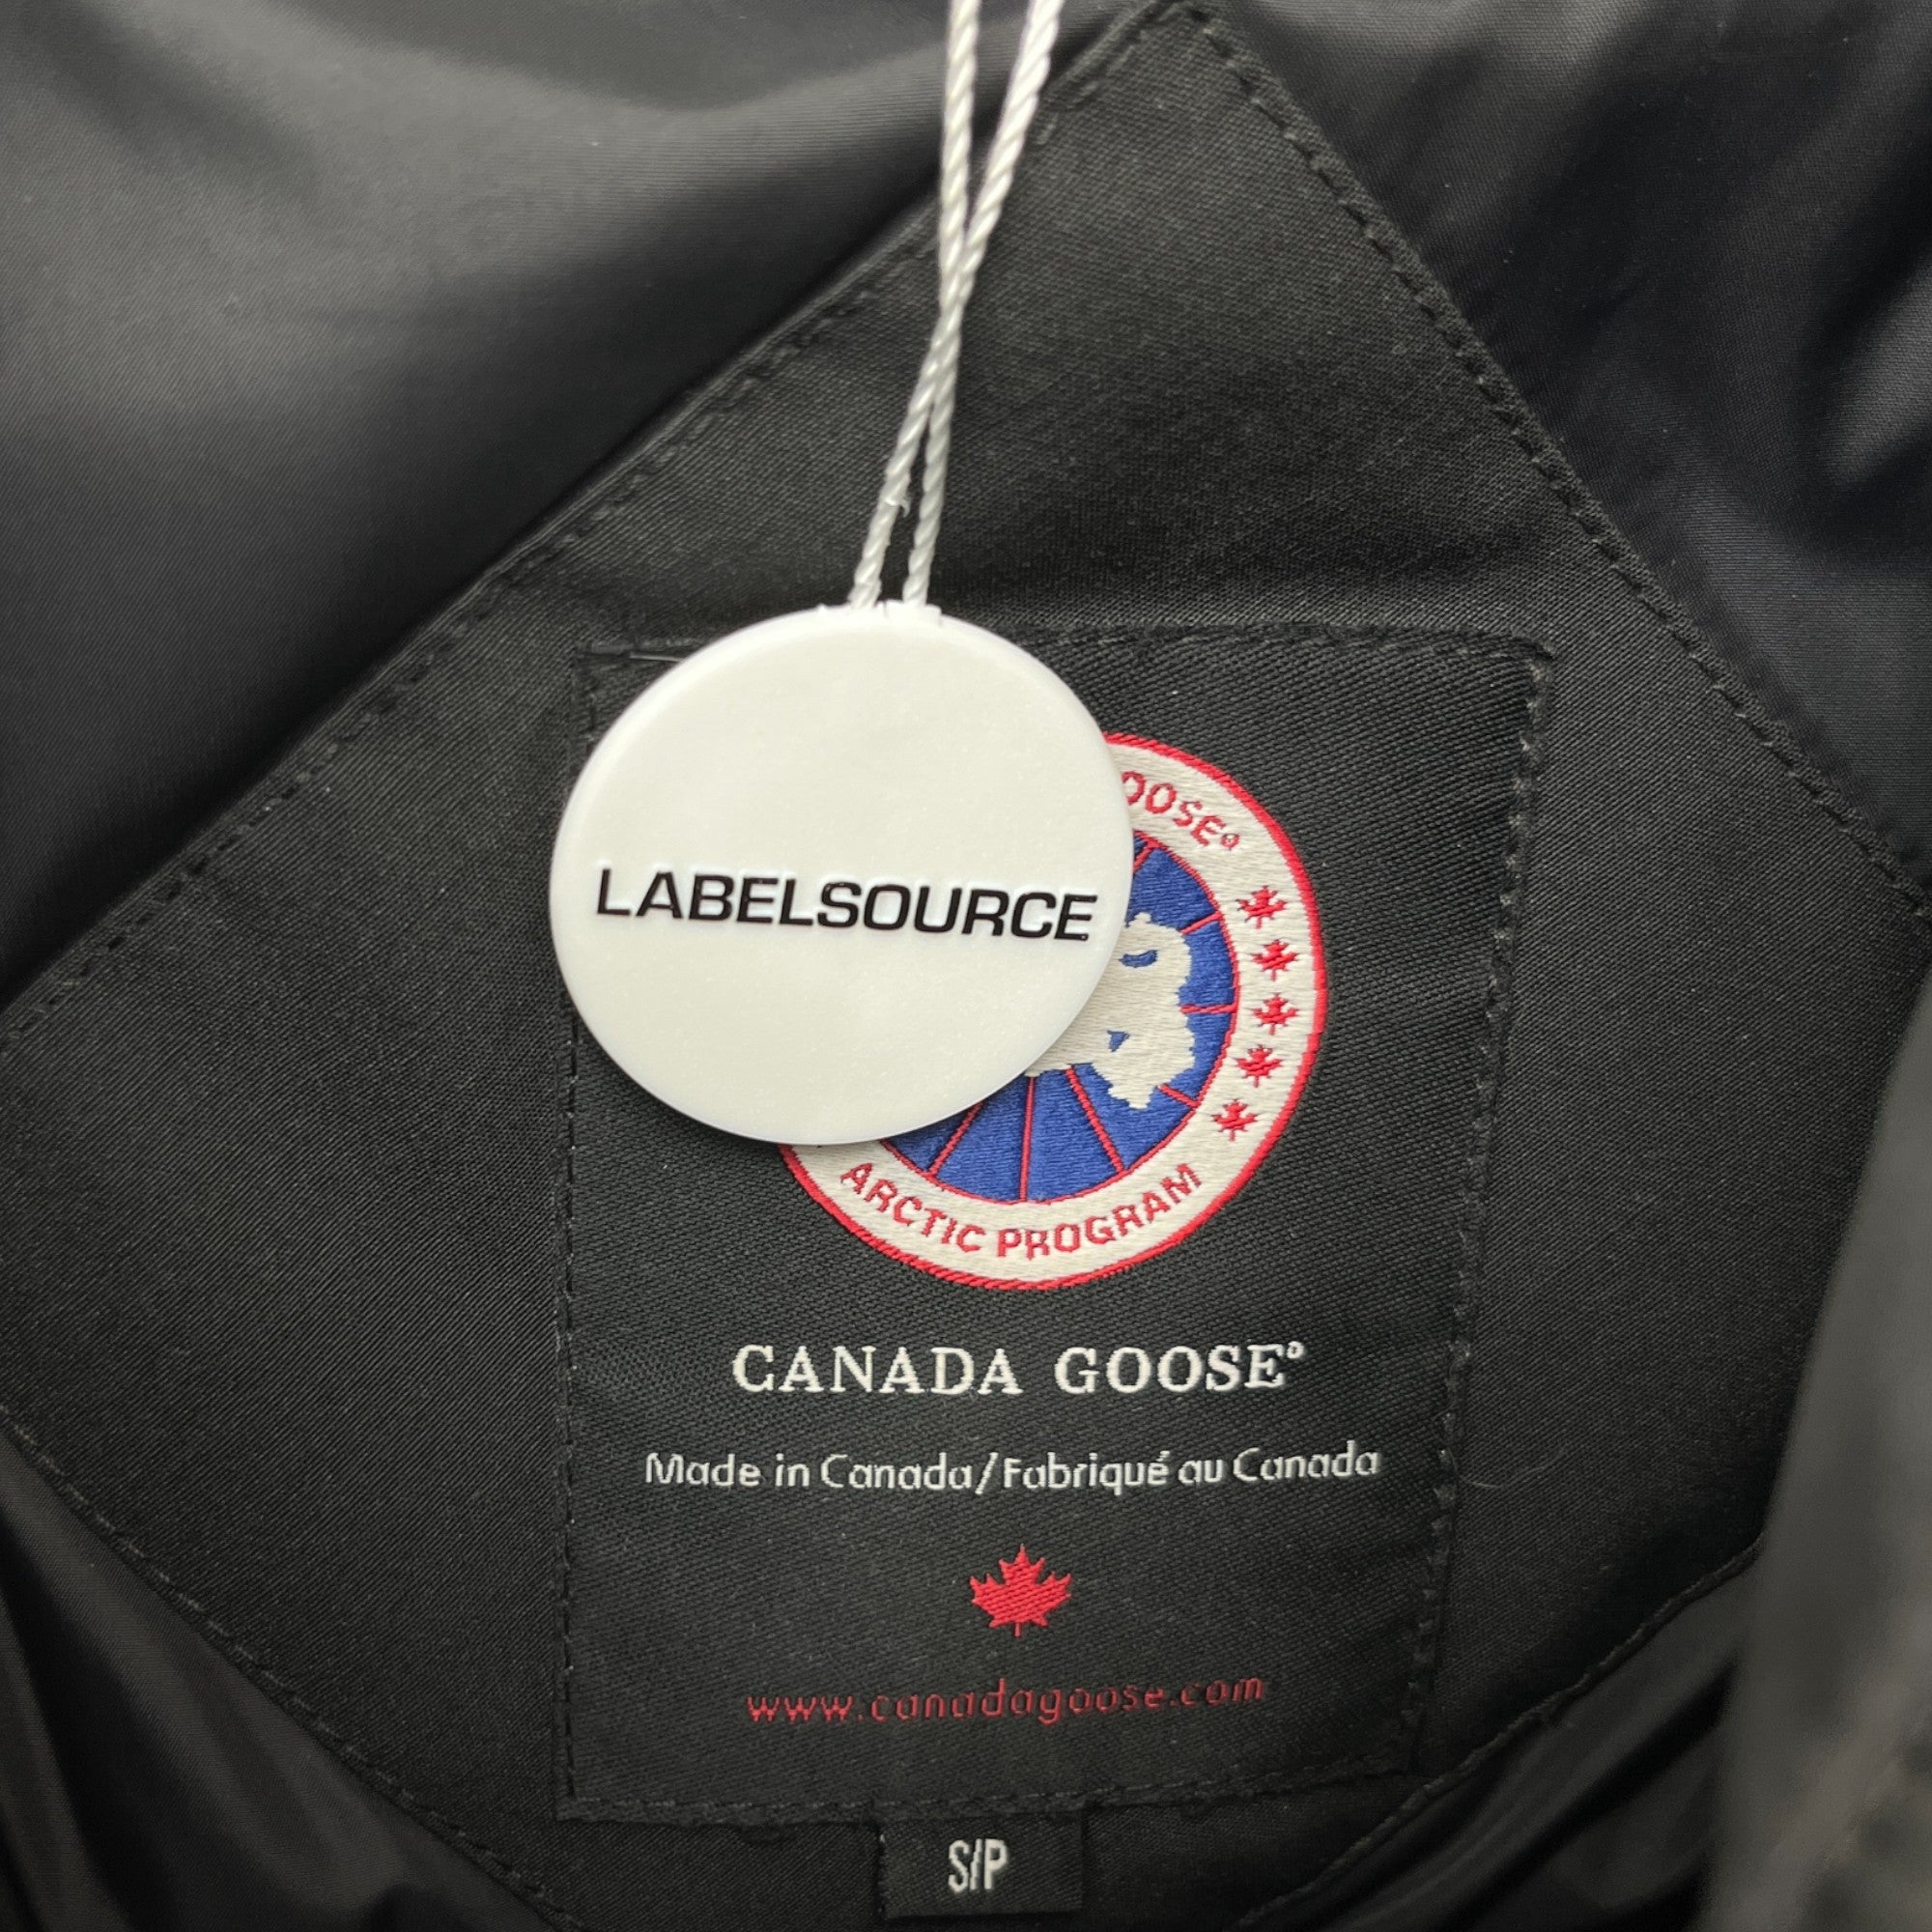 LABELSOURCE
OOSE®
ARCTIC PROGRAM
CANADA GOOSE®
Made in Canada/Fabriqué au Canada
www.canadagoose.com
S/P